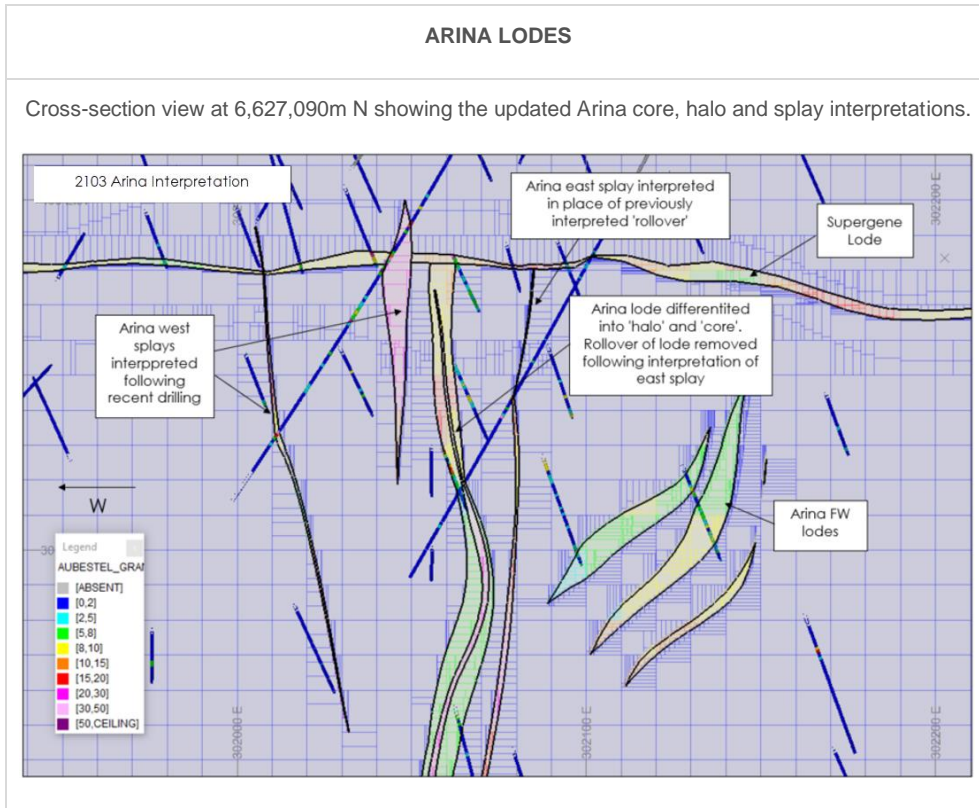 ARINA LODES
Cross-section view at 6,627,090m N showing the updated Arina core, halo and splay interpretations.
2103 Arina Interpretation
Arina east splay interpreted
in place of previously
interpreted 'rollover'
302200 E
Supergene
Lode
Arina lode differentited
into 'halo' and 'core'.
Rollover of lode removed
following interpretation of
east splay
Arina west
splays
interppreted
following
recent drilling
W
Arina FW
lodes
30
Legend
AUBESTEL_GRA
[ABSENT]
[0,2]
[2,5]
[5,8]
[8,10]
[10,15]
[15,20]
[20,30]
[30,50]
[50,CEILING]
302000 E
302100 E
302200 E